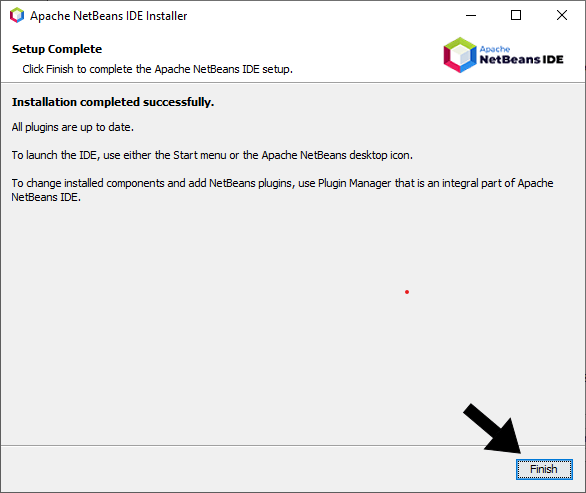 Apache NetBeans IDE Installer
Setup Complete
Click Finish to complete the Apache NetBeans IDE setup.
Apache
NetBeans IDE
Installation completed successfully.
All plugins are up to date.
To launch the IDE, use either the Start menu or the Apache NetBeans desktop icon.
To change installed components and add NetBeans plugins, use Plugin Manager that is an integral part of Apache
NetBeans IDE.
Finish